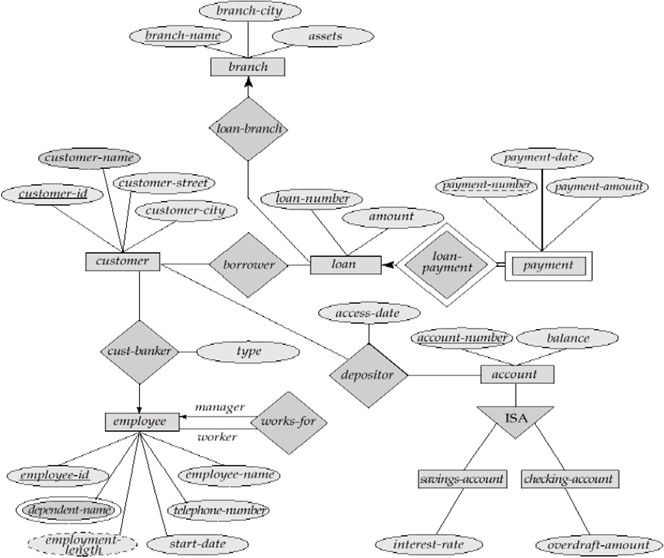 branch-city
branch-name
assets
branch
loan-branch
customer-name
customer-street
customer-id
customer-city
loan-number
amount
payment-date
payment-number
payment-amount
customer
borrower
loan
loan-
payment
payment
access-date
account-number
balance
cust-banker
type
depositor
account
manager
employee
works-for
worker
ISA
employee-id
employee-name
savings-account
checking-account
dependent-name
telephone-number
employment-
length
start-date
interest-rate
overdraft-amount